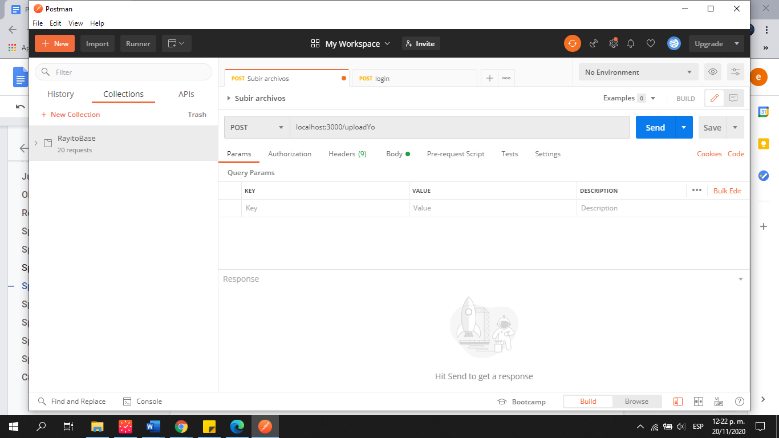 Postman
File Edit View Help
+ New Import Runner
My Workspace
Invite
Upgrade
Filter
History Collections APIs
+ New Collection Trash
RayitoBase
20 requests
POST Subir archivos
POST login
No Environment
Subir archivos
Examples 0
BUILD
POST localhost:3000/uploadYo
Send Save
Params Authorization Headers (9) Body Pre-request Script Tests Settings Cookies Code
Query Params
KEY VALUE DESCRIPTION ••• Bulk Edit
Key Value Description
Response
Hit Send to get a response
Find and Replace Console
Bootcamp Build Browse
ESP
12:22 p. m.
20/11/2020